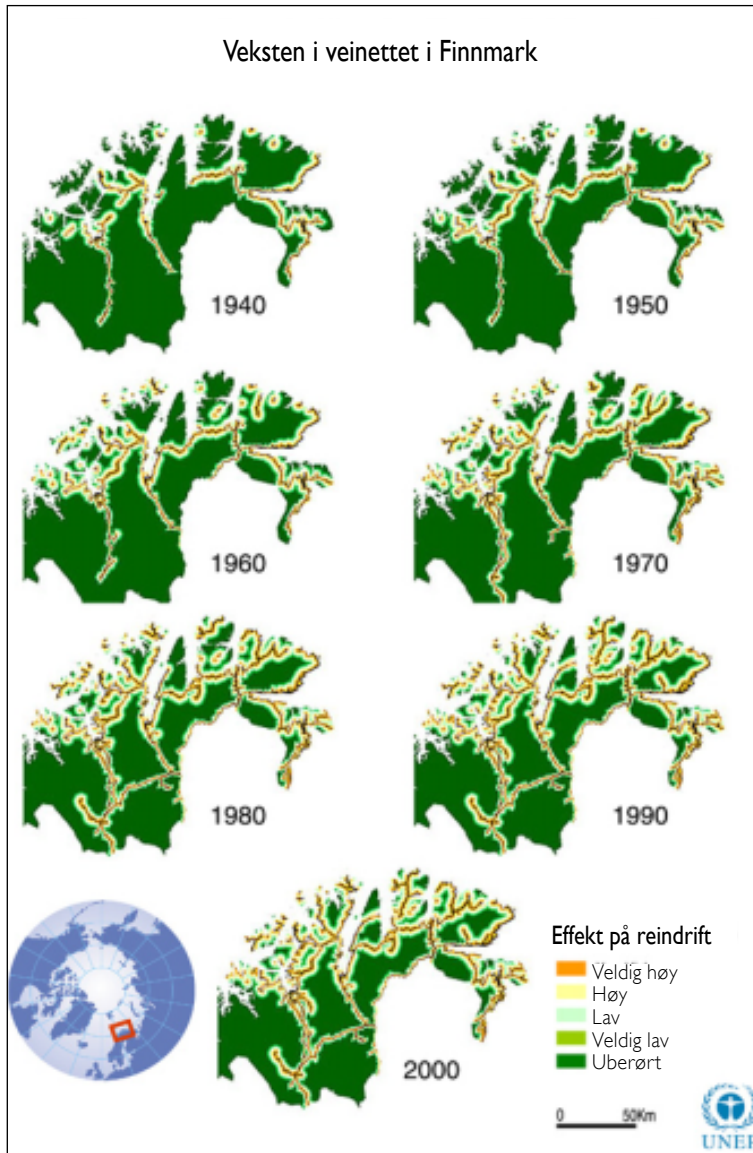 Veksten i veinettet i Finnmark
1940
1950
1960
1970
1980
1990
2000
Effekt på reindrift
Veldig høy
Høy
Lav
Veldig lav
Uberørt
0 50Km
UNEP